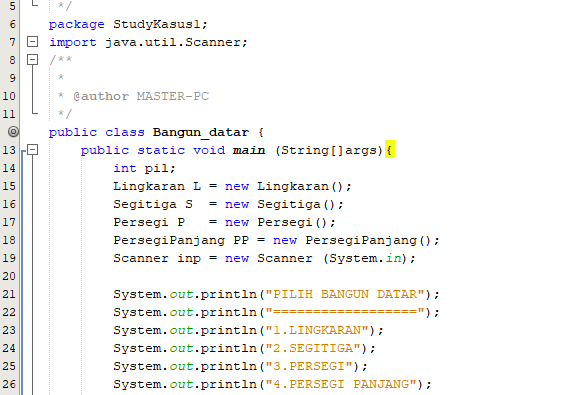 5 */
6 package StudyKasus1;
7 import java.util.Scanner;
8 /**
9 *
10 * @author MASTER-PC
11 */
public class Bangun_datar {
13 public static void main (String[]args){
14 int pil;
15 Lingkaran L = new Lingkaran();
16 Segitiga S  = new Segitiga();
17 Persegi P   = new Persegi();
18 PersegiPanjang PP = new PersegiPanjang();
19 Scanner inp = new Scanner (System.in);
20
21 System.out.println("PILIH BANGUN DATAR");
22 System.out.println("==================");
23 System.out.println("1.LINGKARAN");
24 System.out.println("2.SEGITIGA");
25 System.out.println("3.PERSEGI");
26 System.out.println("4.PERSEGI PANJANG");